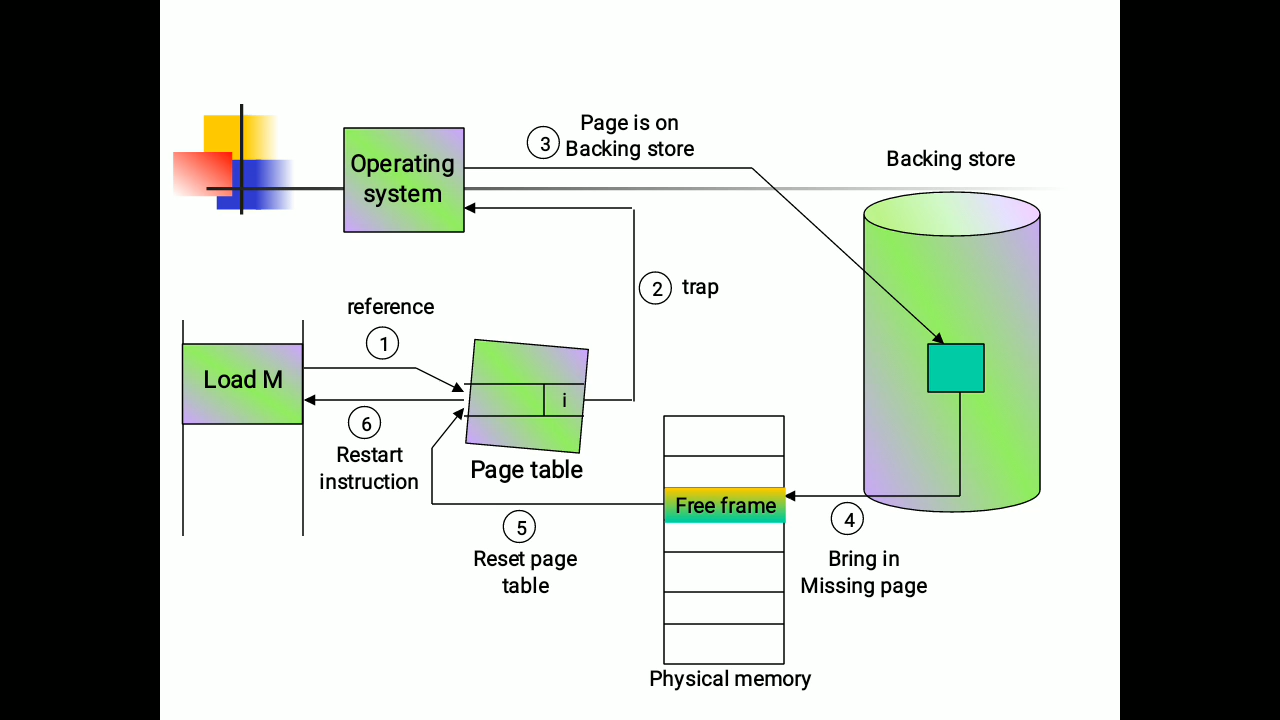 Page is on
3
Backing store
Backing store
Operating
system
2
trap
reference
1
Load M
i
6
Restart
instruction
Page table
Free frame
4
5
Bring in
Missing page
Reset page
table
Physical memory